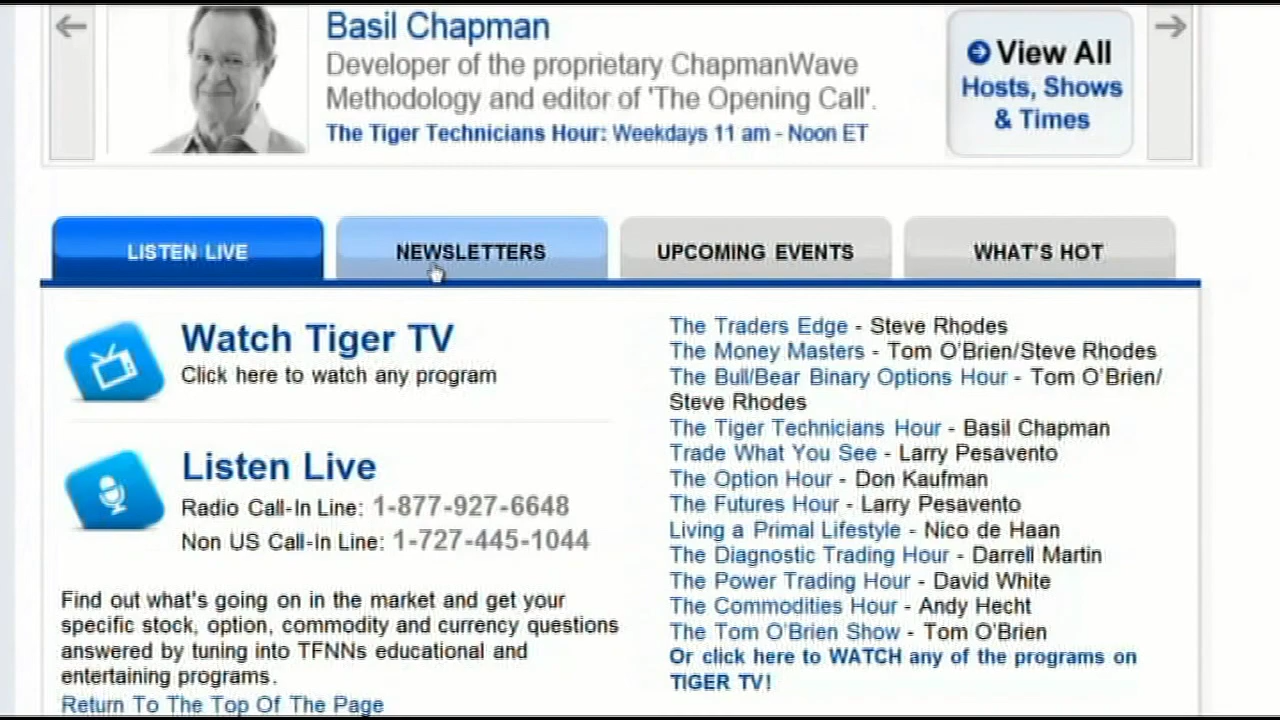 Basil Chapman
Developer of the proprietary ChapmanWave
Methodology and editor of 'The Opening Call'.
The Tiger Technicians Hour: Weekdays 11 am - Noon ET
View All
Hosts, Shows
& Times
LISTEN LIVE
NEWSLETTERS
UPCOMING EVENTS
WHAT'S HOT
Watch Tiger TV
Click here to watch any program
Listen Live
Radio Call-In Line: 1-877-927-6648
Non US Call-In Line: 1-727-445-1044
Find out what's going on in the market and get your
specific stock, option, commodity and currency questions
answered by tuning into TFNNs educational and
entertaining programs.
Return To The Top Of The Page
The Traders Edge - Steve Rhodes
The Money Masters - Tom O'Brien/Steve Rhodes
The Bull/Bear Binary Options Hour - Tom O'Brien/
Steve Rhodes
The Tiger Technicians Hour - Basil Chapman
Trade What You See - Larry Pesavento
The Option Hour - Don Kaufman
The Futures Hour - Larry Pesavento
Living a Primal Lifestyle - Nico de Haan
The Diagnostic Trading Hour - Darrell Martin
The Power Trading Hour - David White
The Commodities Hour - Andy Hecht
The Tom O'Brien Show - Tom O'Brien
Or click here to WATCH any of the programs on
TIGER TV!